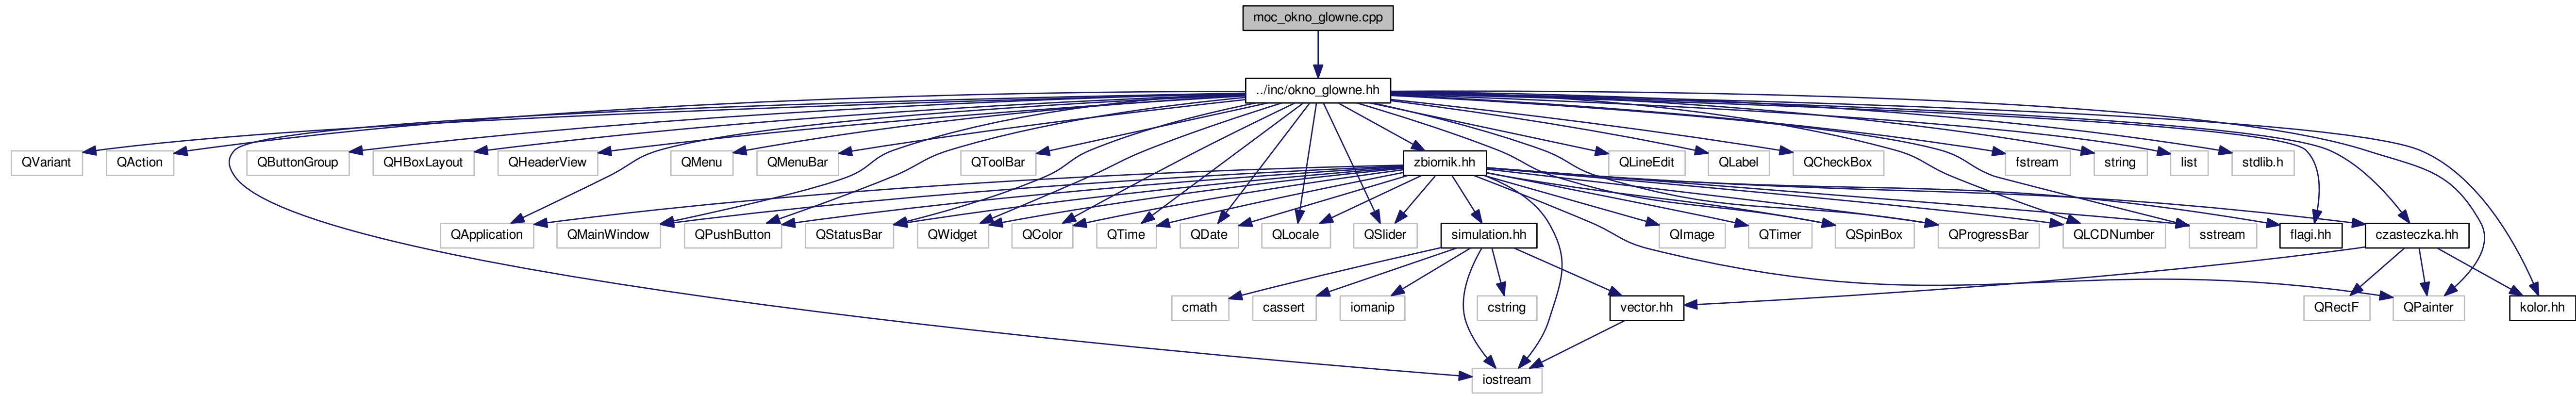 moc_okno_glowne.cpp
../inc/okno_glowne.hh
QVariant
QAction
QButtonGroup
QHBoxLayout
QHeaderView
QMenu
QMenuBar
QToolBar
zbiornik.hh
QLineEdit
QLabel
QCheckBox
fstream
string
list
stdlib.h
QApplication
QMainWindow
QPushButton
QStatusBar
QWidget
QColor
QTime
QDate
QLocale
QSlider
simulation.hh
QImage
QTimer
QSpinBox
QProgressBar
QLCDNumber
sstream
flagi.hh
czasteczka.hh
cmath
cassert
iomanip
cstring
vector.hh
QRectF
QPainter
kolor.hh
iostream